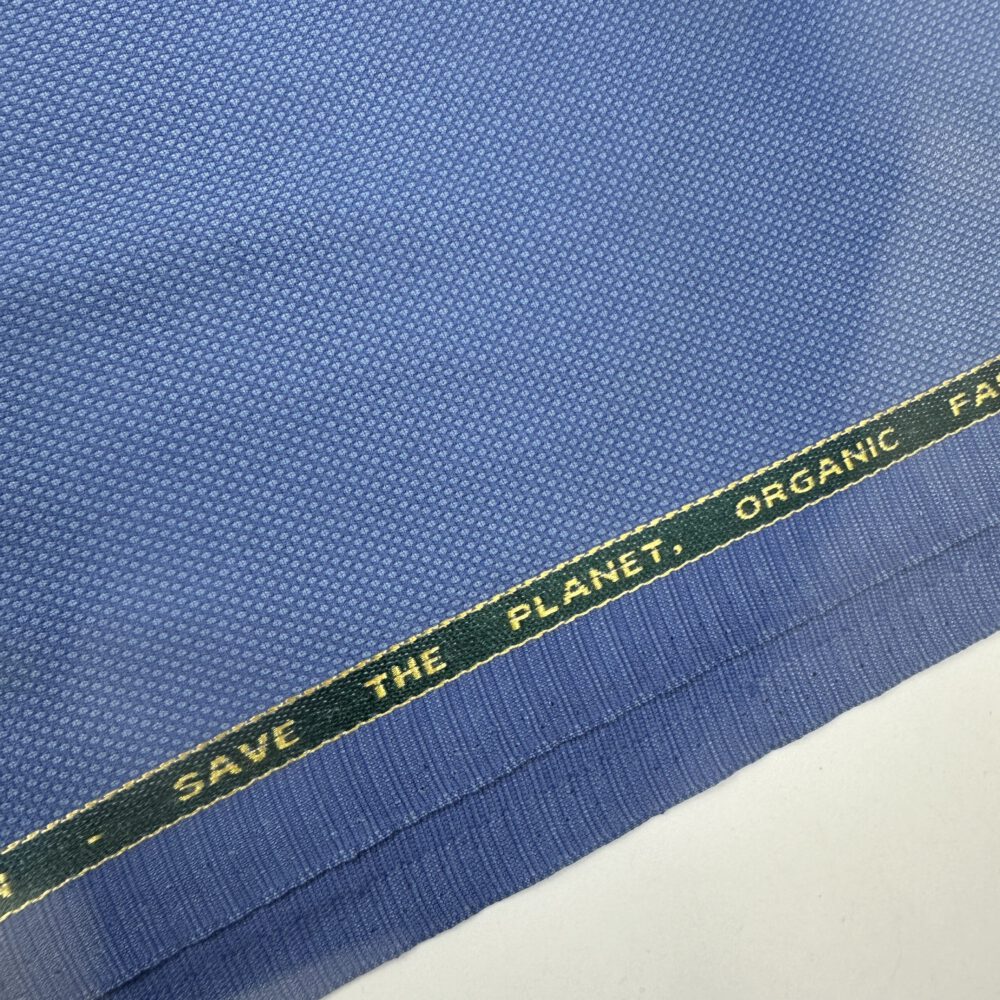 - SAVE THE PLANET, ORGANIC